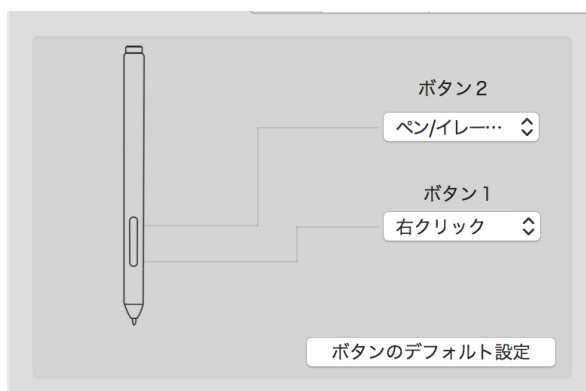 ボタン２
ペン/イレー…
ボタン１
右クリック
ボタンのデフォルト設定